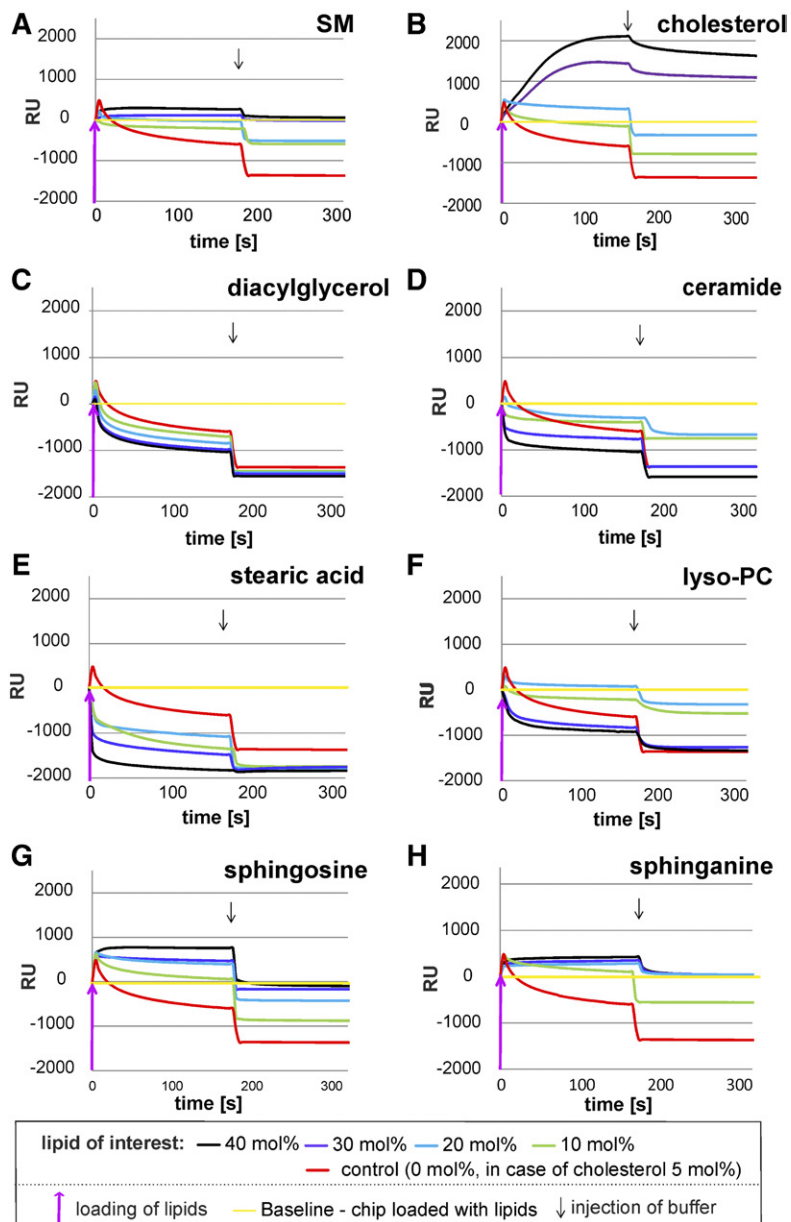 A SM
2000
1000
0
-1000
-2000
RU
0 100 200 300
time [s]
B cholesterol
2000
1000
0
-1000
-2000
RU
0 100 200 300
time [s]
C diacylglycerol
2000
1000
0
-1000
-2000
RU
0 100 200 300
time [s]
D ceramide
2000
1000
0
-1000
-2000
RU
0 100 200 300
time [s]
E stearic acid
2000
1000
0
-1000
-2000
RU
0 100 200 300
time [s]
F lyso-PC
2000
1000
0
-1000
-2000
RU
0 100 200 300
time [s]
G sphingosine
2000
1000
0
-1000
-2000
RU
0 100 200 300
time [s]
H sphinganine
2000
1000
0
-1000
-2000
RU
0 100 200 300
time [s]
lipid of interest: 40 mol% 30 mol% 20 mol% 10 mol%
control (0 mol%, in case of cholesterol 5 mol%)
loading of lipids Baseline - chip loaded with lipids injection of buffer